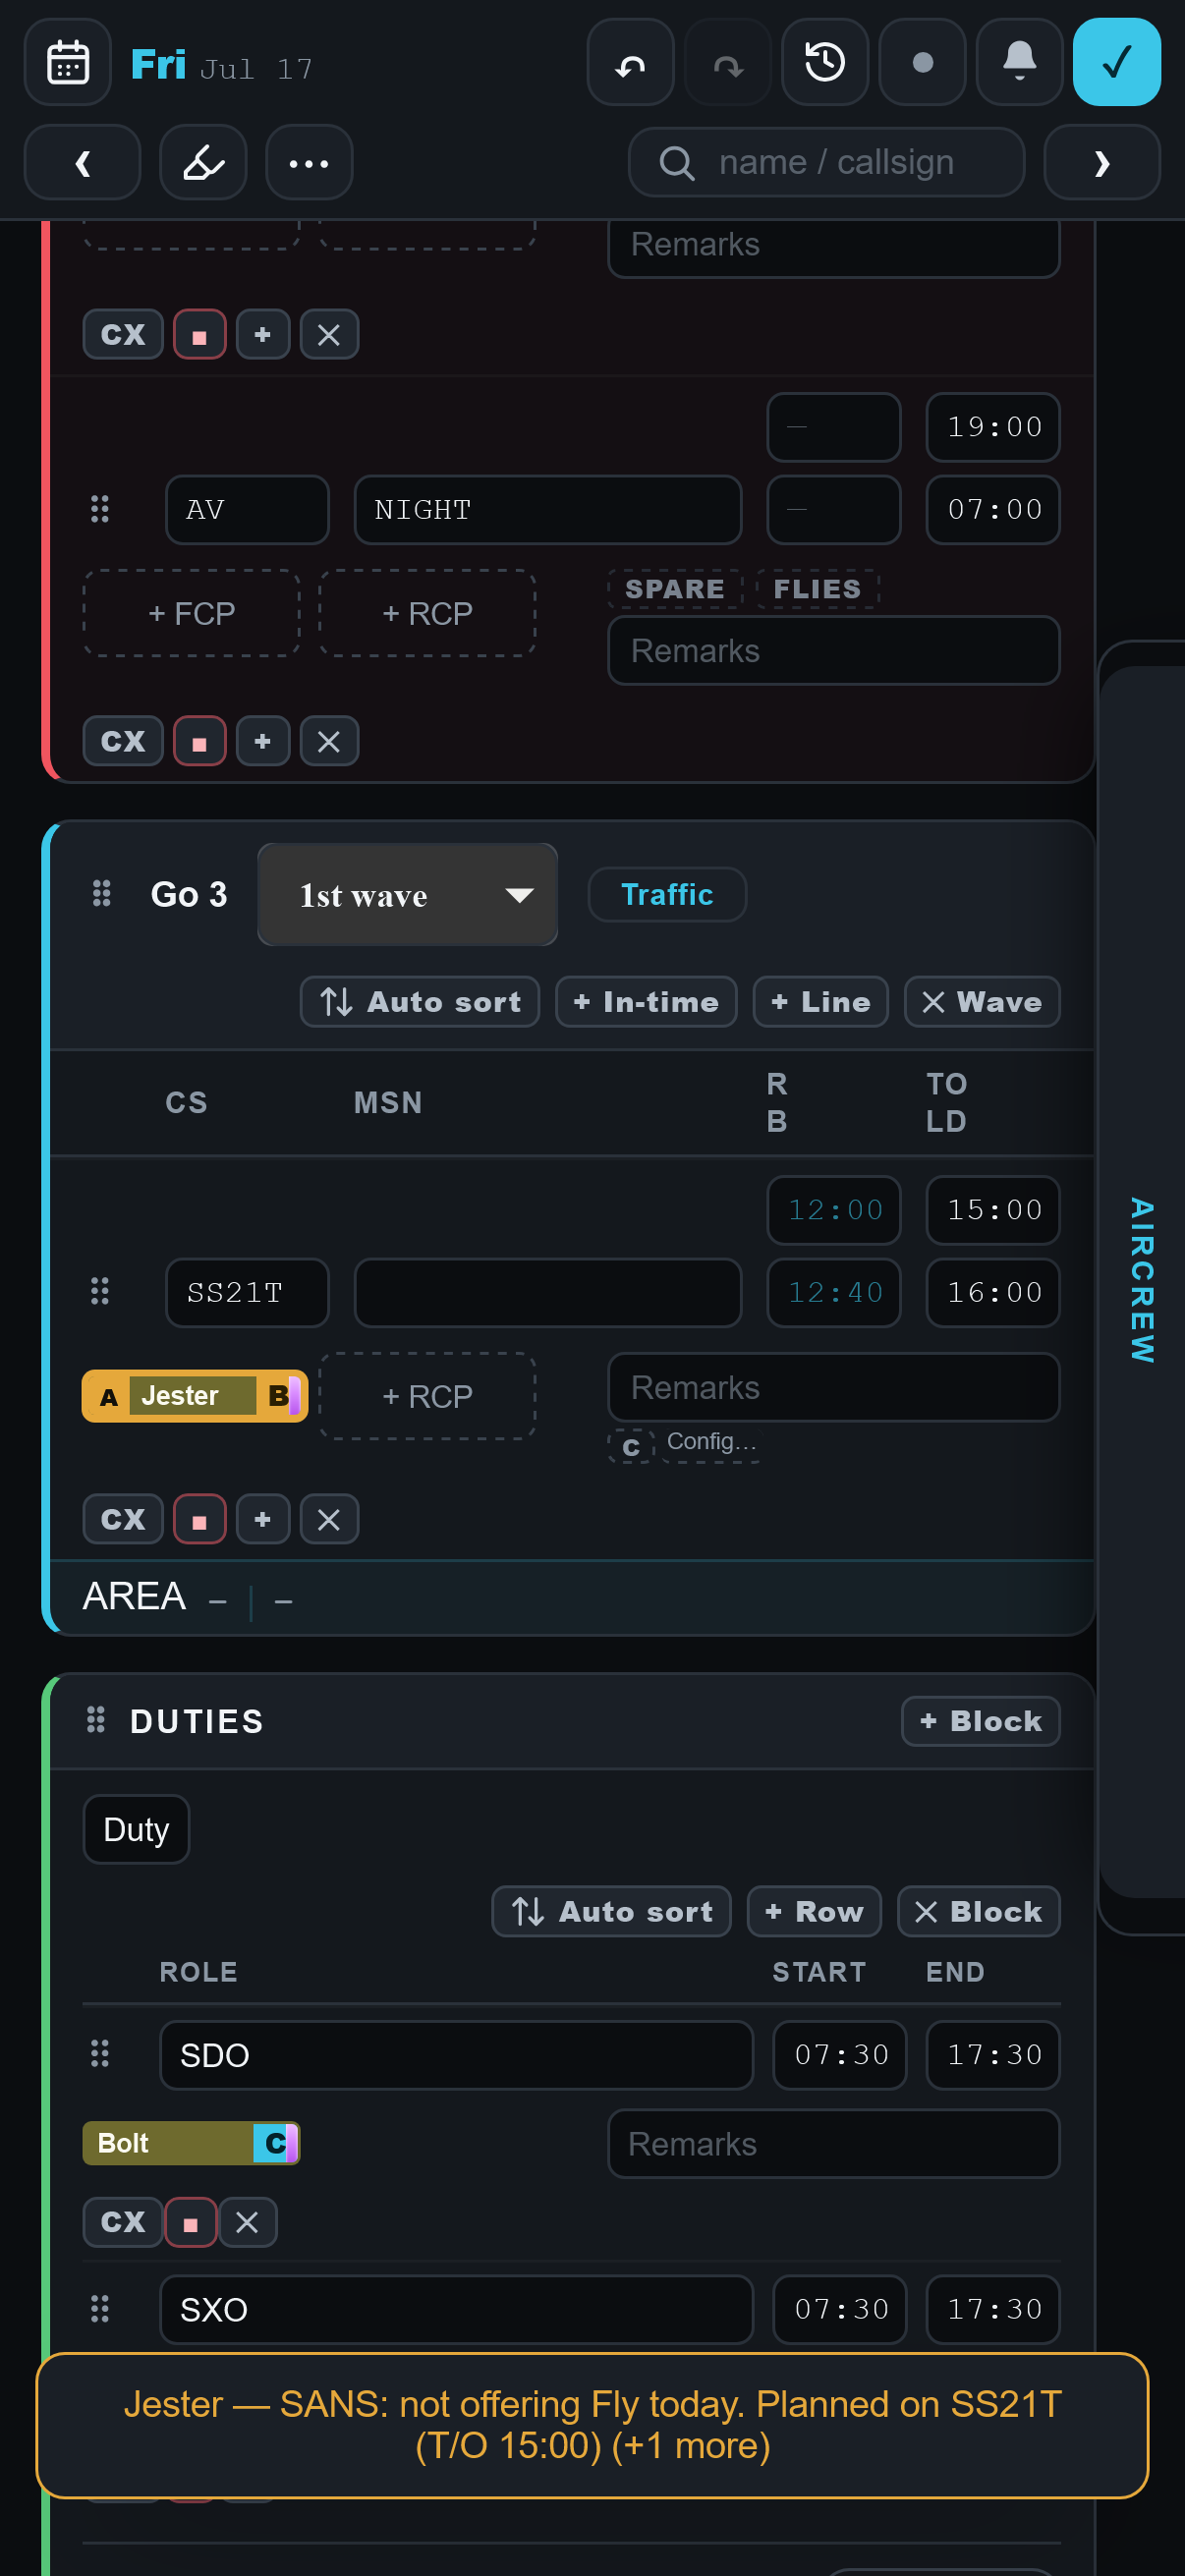 Fri Jul 17
name / callsign
Remarks
CX
+
19:00
AV
NIGHT
07:00
+ FCP
+ RCP
SPARE
FLIES
Remarks
CX
+
Go 3
1st wave
Traffic
Auto sort
+ In-time
+ Line
× Wave
CS
MSN
R
B
TO
LD
12:00
15:00
SS21T
12:40
16:00
A
Jester
B
+ RCP
Remarks
C
Config...
CX
+
AREA – | –
AIRCREW
DUTIES
+ Block
Duty
Auto sort
+ Row
× Block
ROLE
START
END
SDO
07:30
17:30
Bolt
C
Remarks
CX
SXO
07:30
17:30
Jester — SANS: not offering Fly today. Planned on SS21T
(T/O 15:00) (+1 more)